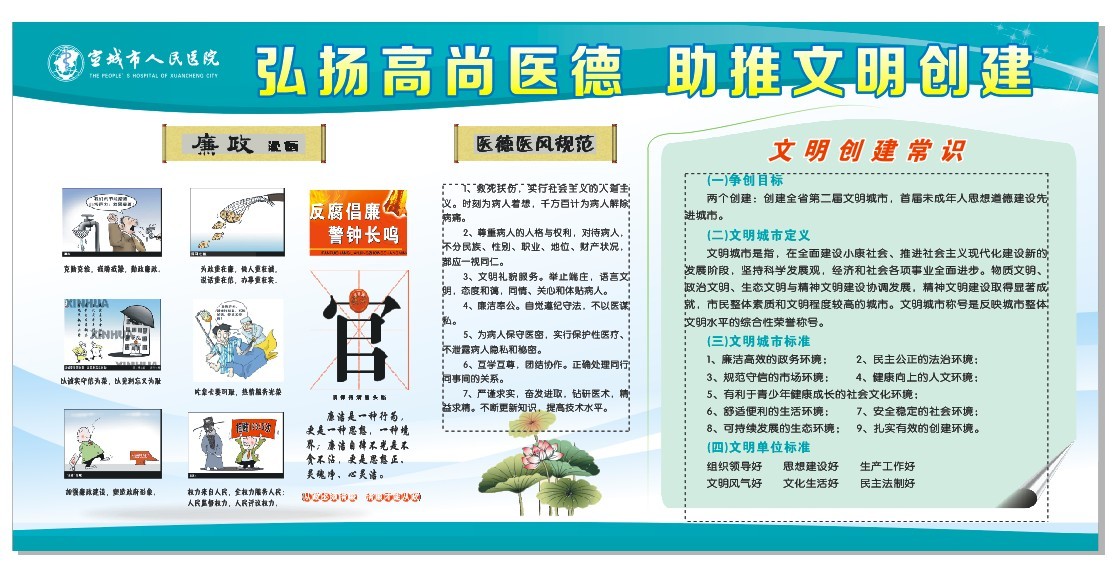 宣城市人民医院
THE PEOPLE' S HOSPITAL OF XUANCHENG CITY
弘扬高尚医德 助推文明创建
廉政 漫画
克勤克俭，戒骄戒躁，勤政廉政。
为政重在廉，做人重在诚，
说话重在信，办事重在实。
反腐倡廉
警钟长鸣
XINHUA
以诚实守信为荣，以见利忘义为耻
吃拿卡要可耻，热情服务光荣
官
廉洁是一种行为，
更是一种思想，一种境
界；廉洁自律不光是不
贪不沾，更是思想正、
灵魂净、心灵洁。
加强廉政建设，塑造政府形象。
权力来自人民，全权为服务人民；
人民监督权力，人民评议权力。
医德医风规范
1、救死扶伤，实行社会主义的人道主
义。时刻为病人着想，千方百计为病人解除
病痛。
2、尊重病人的人格与权利，对待病人，
不分民族、性别、职业、地位、财产状况，
都应一视同仁。
3、文明礼貌服务。举止端庄，语言文
明，态度和蔼，同情、关心和体贴病人。
4、廉洁奉公。自觉遵纪守法，不以医谋
私。
5、为病人保守医密，实行保护性医疗、
不泄露病人隐私和秘密。
6、互学互尊，团结协作。正确处理同行
同事间的关系。
7、严谨求实，奋发进取，钻研医术，精
益求精。不断更新知识，提高技术水平。
文明创建常识
(一)争创目标
两个创建：创建全省第二届文明城市，首届未成年人思想道德建设先
进城市。
(二)文明城市定义
文明城市是指，在全面建设小康社会、推进社会主义现代化建设新的
发展阶段，坚持科学发展观，经济和社会各项事业全面进步。物质文明、
政治文明、生态文明与精神文明建设协调发展，精神文明建设取得显著成
就，市民整体素质和文明程度较高的城市。文明城市称号是反映城市整体
文明水平的综合性荣誉称号。
(三)文明城市标准
1、廉洁高效的政务环境； 2、民主公正的法治环境；
3、规范守信的市场环境； 4、健康向上的人文环境；
5、有利于青少年健康成长的社会文化环境；
6、舒适便利的生活环境； 7、安全稳定的社会环境；
8、可持续发展的生态环境； 9、扎实有效的创建环境。
(四)文明单位标准
组织领导好 思想建设好 生产工作好
文明风气好 文化生活好 民主法制好